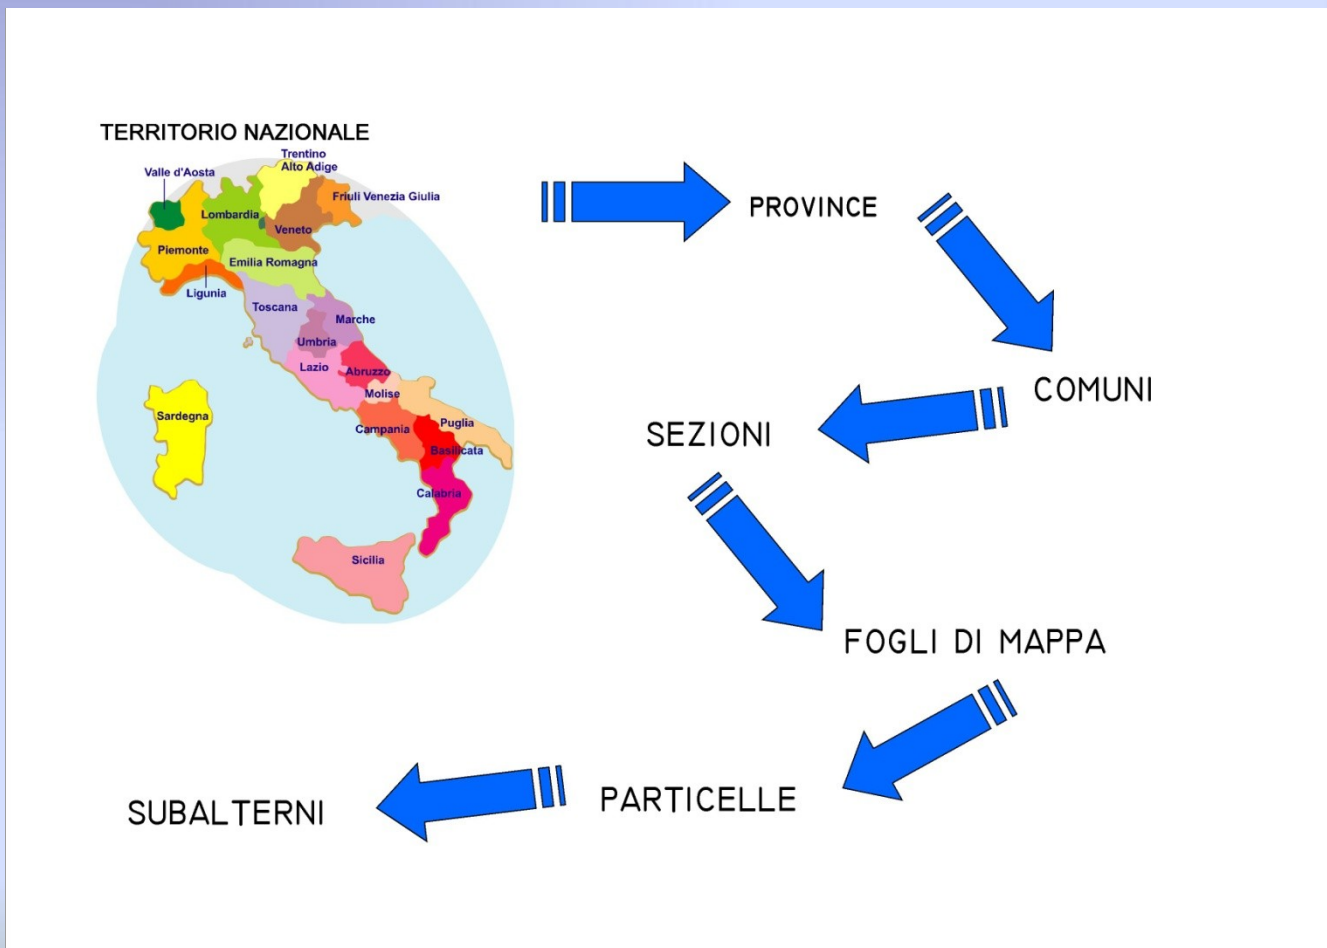 TERRITORIO NAZIONALE
Trentino
Alto Adige
Valle d'Aosta
Friuli Venezia Giulia
Lombardia
Veneto
Piemonte
Emilia Romagna
Ligunia
Toscana
Marche
Umbria
Lazio
Abruzzo
Molise
Sardegna
Campania
Puglia
Basilicata
Calabria
Sicilia
PROVINCE
COMUNI
SEZIONI
FOGLI DI MAPPA
PARTICELLE
SUBALTERNI